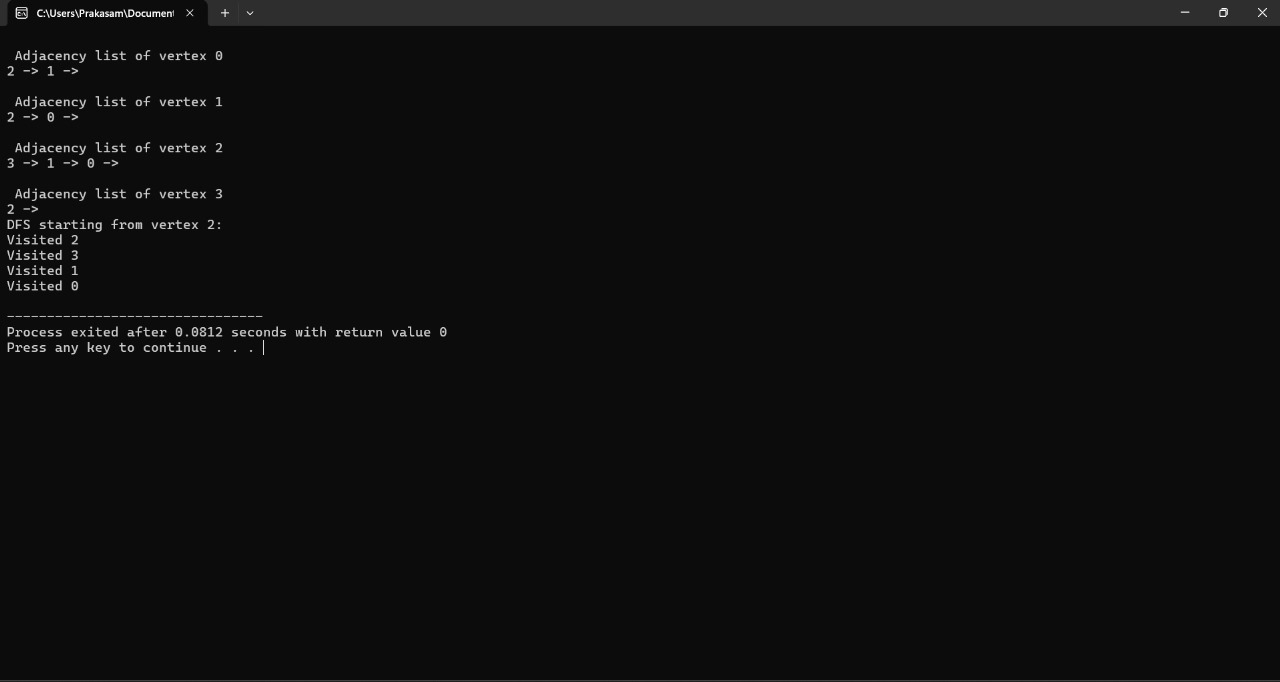 C:\Users\Prakasam\Document
Adjacency list of vertex 0
2 -> 1 ->
Adjacency list of vertex 1
2 -> 0 ->
Adjacency list of vertex 2
3 -> 1 -> 0 ->
Adjacency list of vertex 3
2 ->
DFS starting from vertex 2:
Visited 2
Visited 3
Visited 1
Visited 0
--------------------------------
Process exited after 0.0812 seconds with return value 0
Press any key to continue . . .